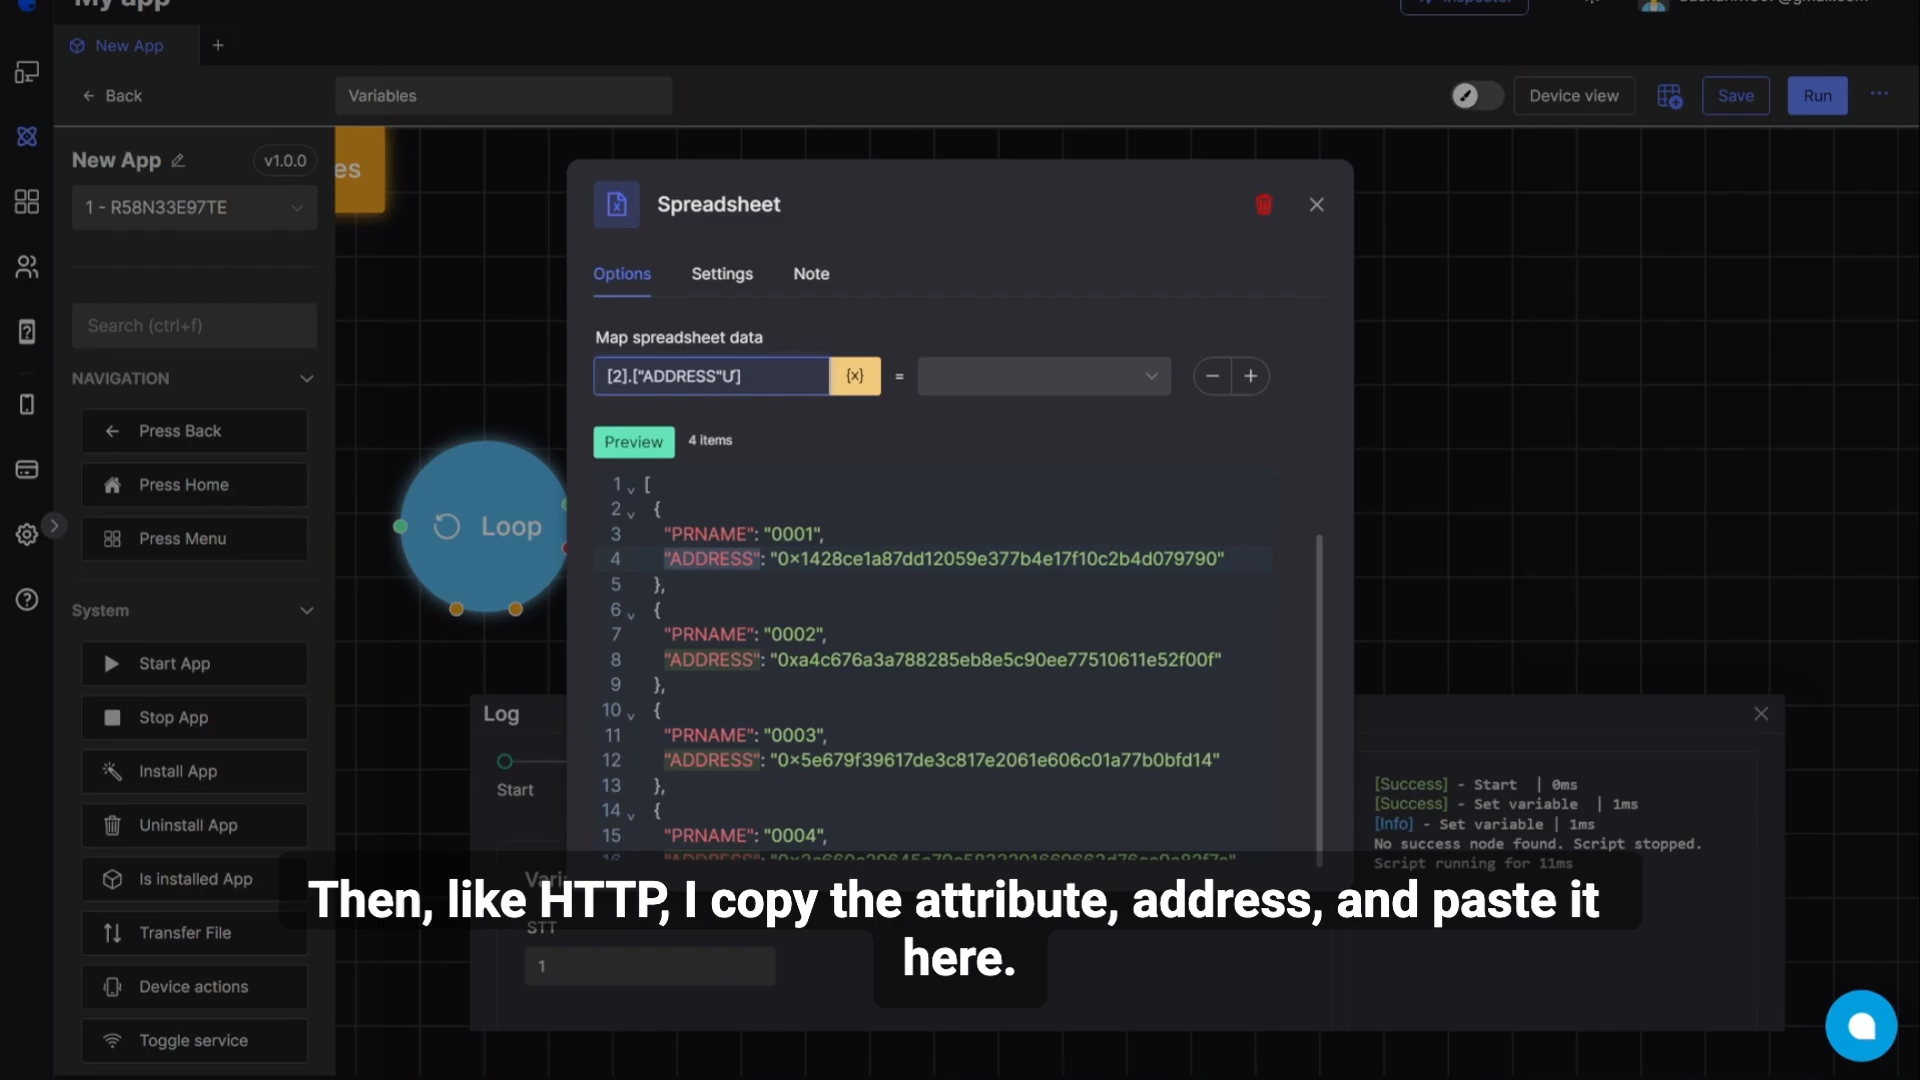 My app
New App
+
Back
Variables
Device view
Save
Run
New App
v1.0.0
1 - R58N33E97TE
Search (ctrl+f)
NAVIGATION
Press Back
Press Home
Press Menu
System
Start App
Stop App
Install App
Uninstall App
Is installed App
Transfer File
Device actions
Toggle service
es
Loop
Spreadsheet
Options
Settings
Note
Map spreadsheet data
[2].["ADDRESS"Ư]
{x}
=
Preview
4 items
1 [
2 {
3 "PRNAME": "0001",
4 "ADDRESS": "0x1428ce1a87dd12059e377b4e17f10c2b4d079790"
5 },
6 {
7 "PRNAME": "0002",
8 "ADDRESS": "0xa4c676a3a788285eb8e5c90ee77510611e52f00f"
9 },
10 {
11 "PRNAME": "0003",
12 "ADDRESS": "0x5e679f39617de3c817e2061e606c01a77b0bfd14"
13 },
14 {
15 "PRNAME": "0004",
Log
Start
STT
1
[Success] - Start | 0ms
[Success] - Set variable | 1ms
[Info] - Set variable | 1ms
No success node found. Script stopped.
Script running for 11ms
Then, like HTTP, I copy the attribute, address, and paste it
here.